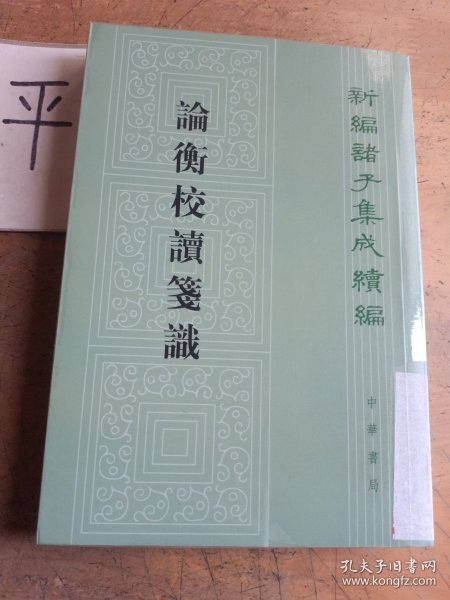 平
新編諸子集成續編
論衡校讀箋識
中華書局
孔夫子旧书网
www.kongfz.com